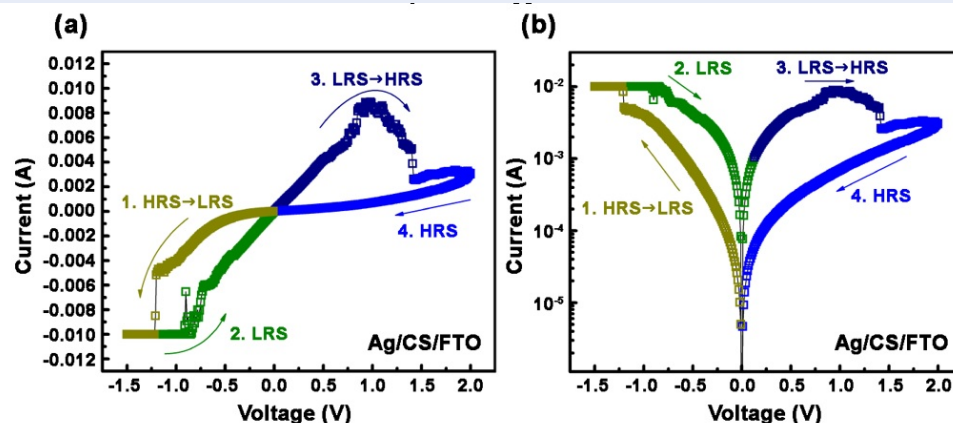 (a)
0.012
0.010
0.008
0.006
0.004
0.002
0.000
-0.002
-0.004
-0.006
-0.008
-0.010
-0.012
Current (A)
3. LRS→HRS
1. HRS→LRS
4. HRS
2. LRS
Ag/CS/FTO
-1.5 -1.0 -0.5 0.0 0.5 1.0 1.5 2.0
Voltage (V)
(b)
10⁻²
10⁻³
10⁻⁴
10⁻⁵
Current (A)
2. LRS
3. LRS→HRS
1. HRS→LRS
4. HRS
Ag/CS/FTO
-1.5 -1.0 -0.5 0.0 0.5 1.0 1.5 2.0
Voltage (V)